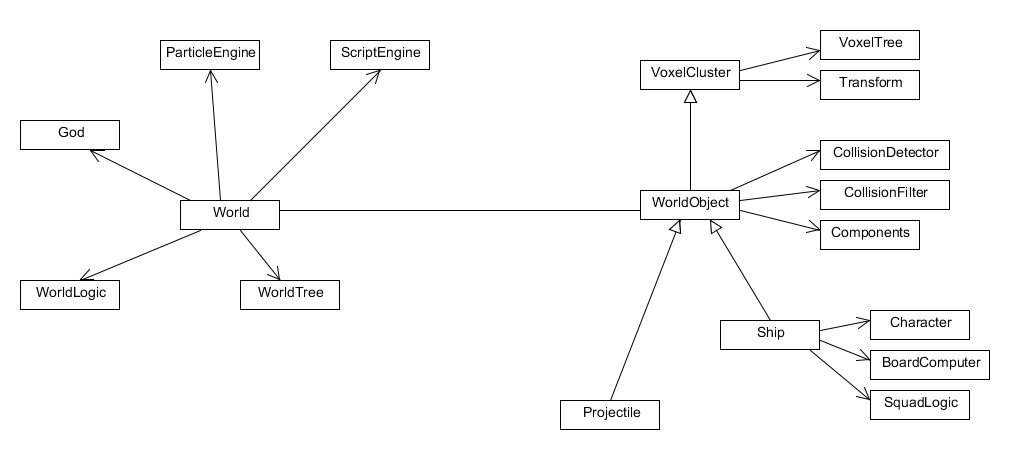 VoxelTree
ParticleEngine
ScriptEngine
VoxelCluster
Transform
God
CollisionDetector
CollisionFilter
World
WorldObject
Components
WorldLogic
WorldTree
Character
Ship
BoardComputer
SquadLogic
Projectile